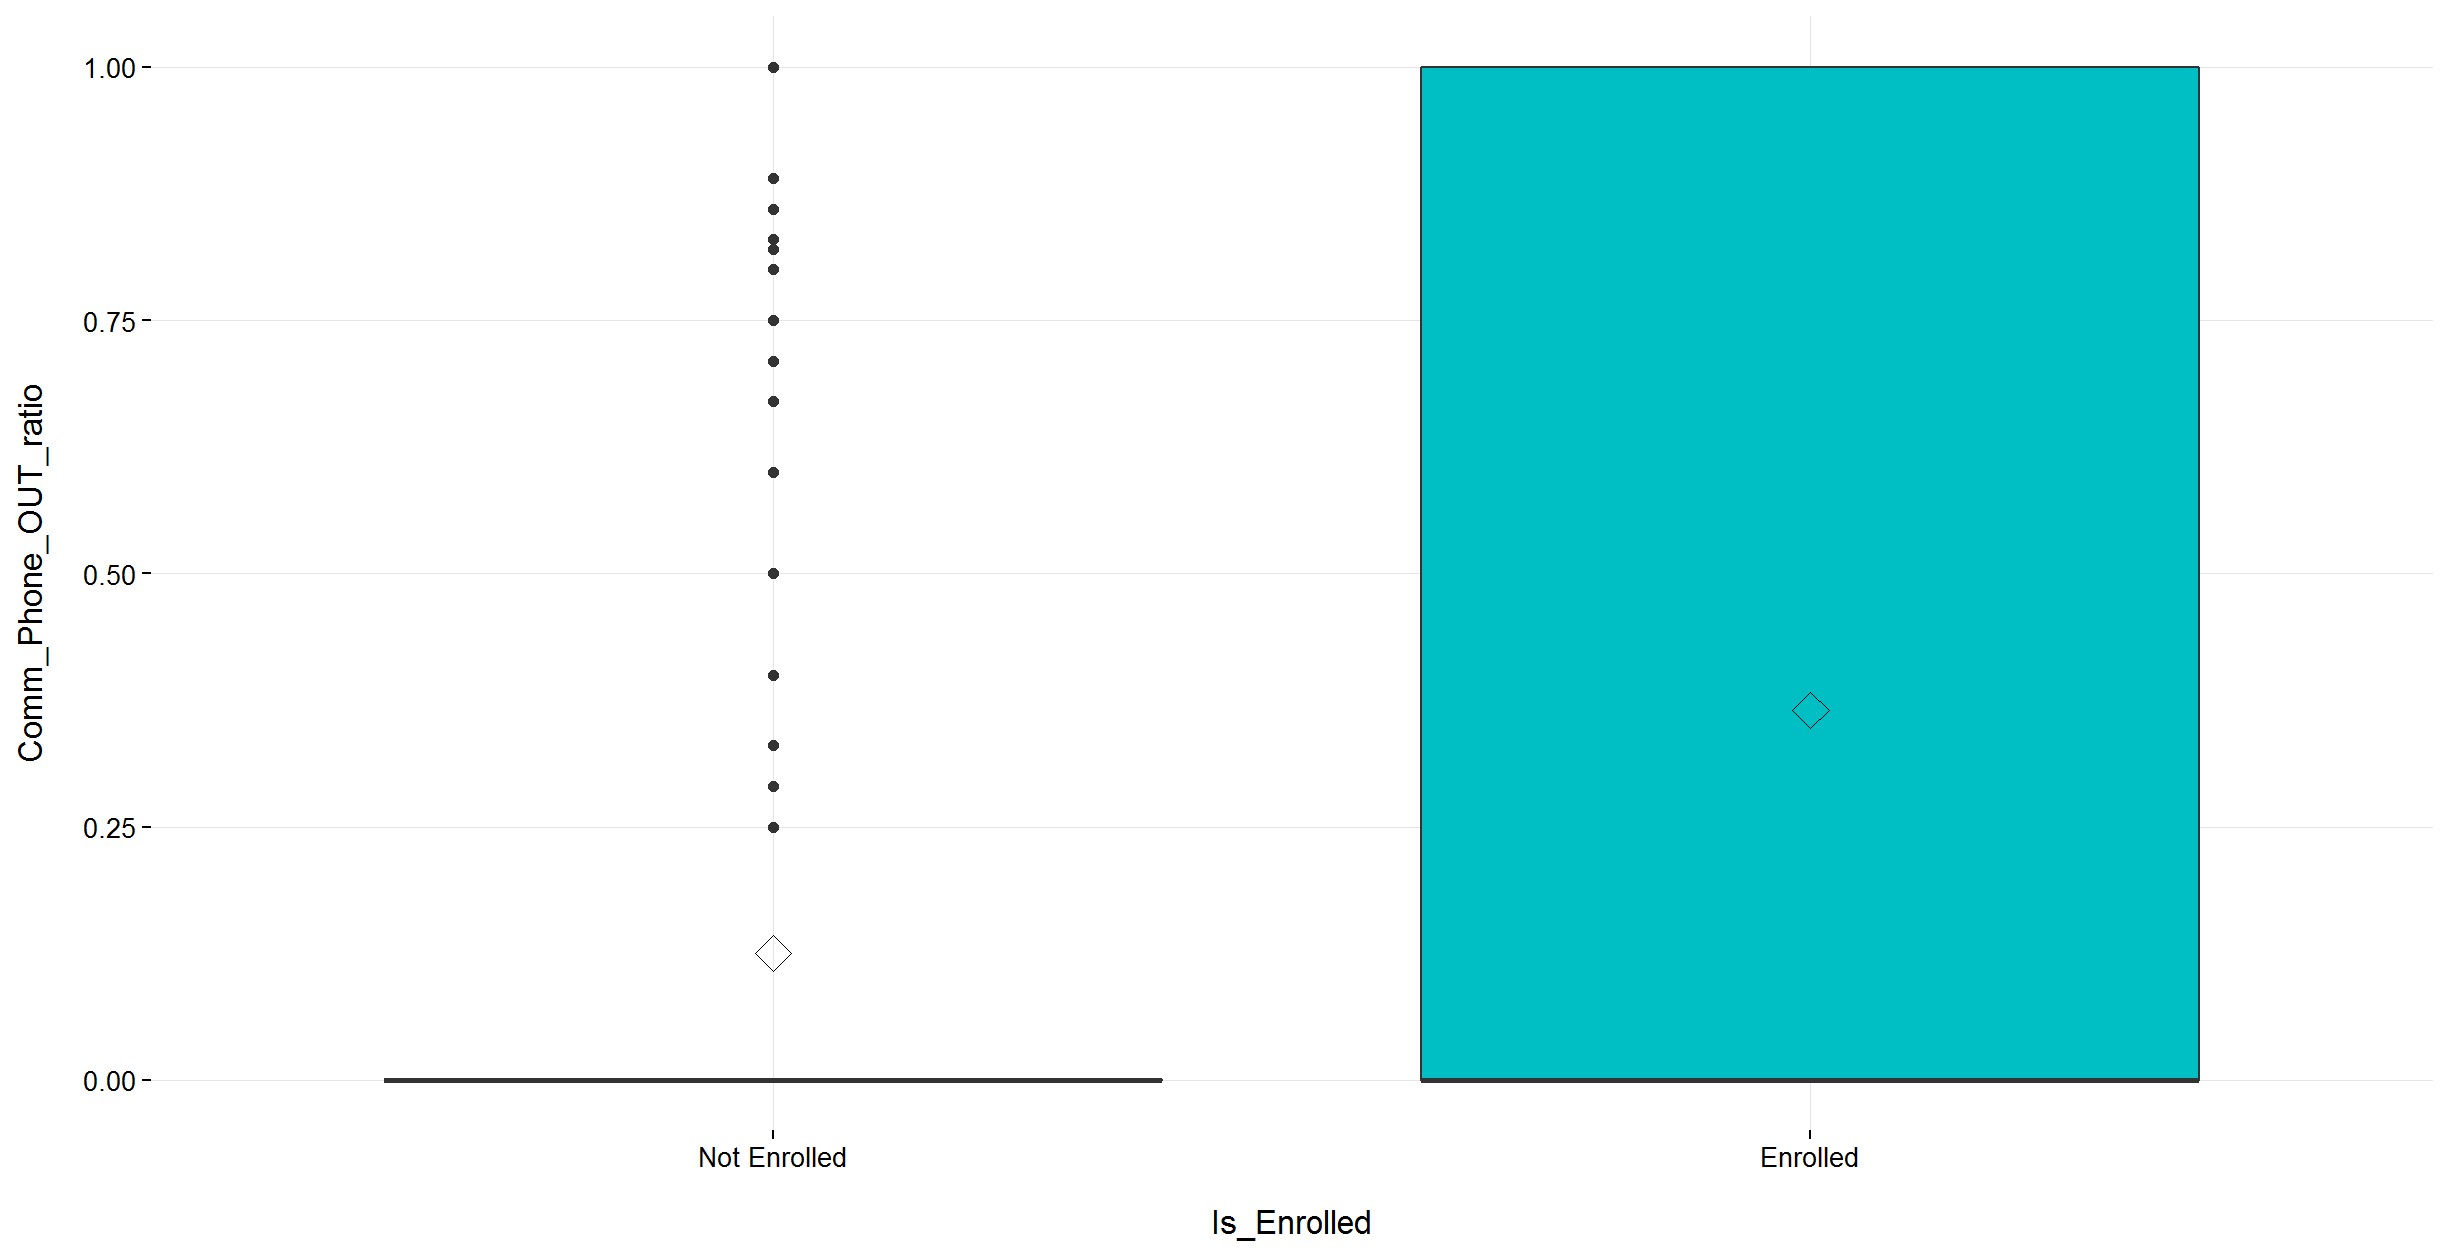 Comm_Phone_OUT_ratio
1.00
0.75
0.50
0.25
0.00
Not Enrolled
Enrolled
Is_Enrolled